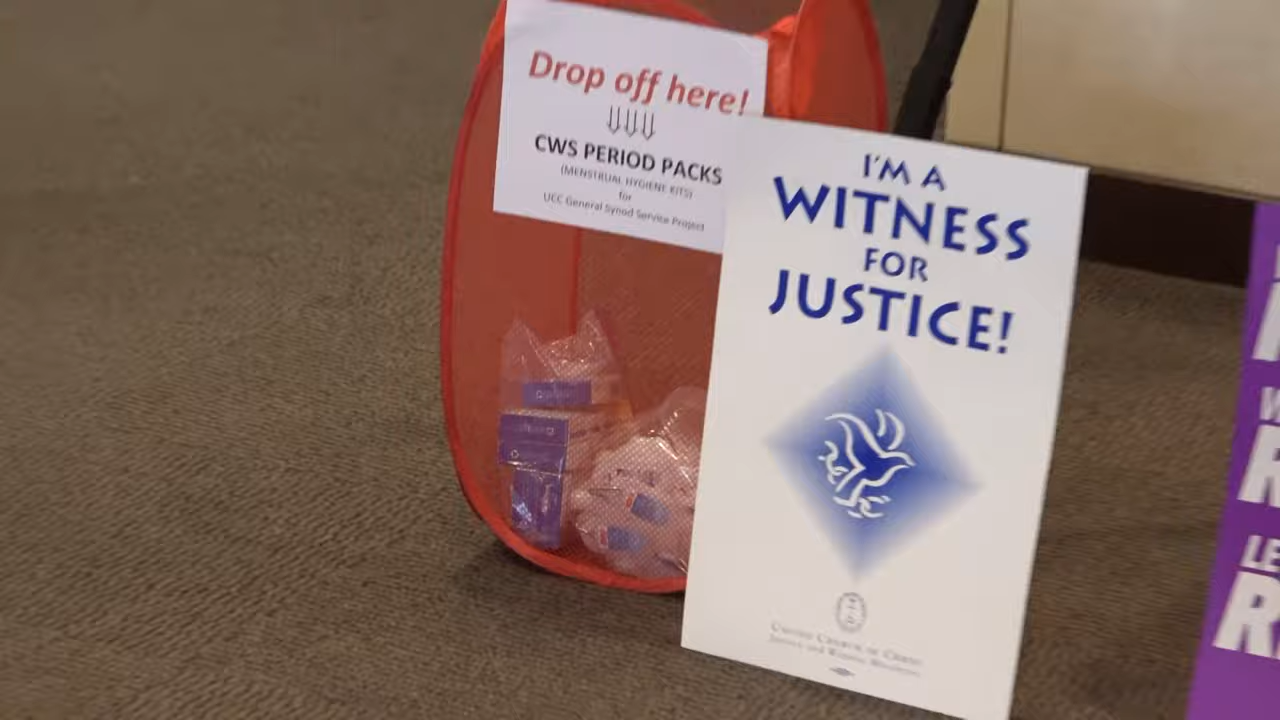 Drop off here!
CWS PERIOD PACKS
(MENSTRUAL HYGIENE KITS)
for
UCC General Synod Service Project
I'M A
WITNESS
FOR
JUSTICE!
UNITED CHURCH OF CHRIST
JUSTICE AND WITNESS MINISTRIES
LE